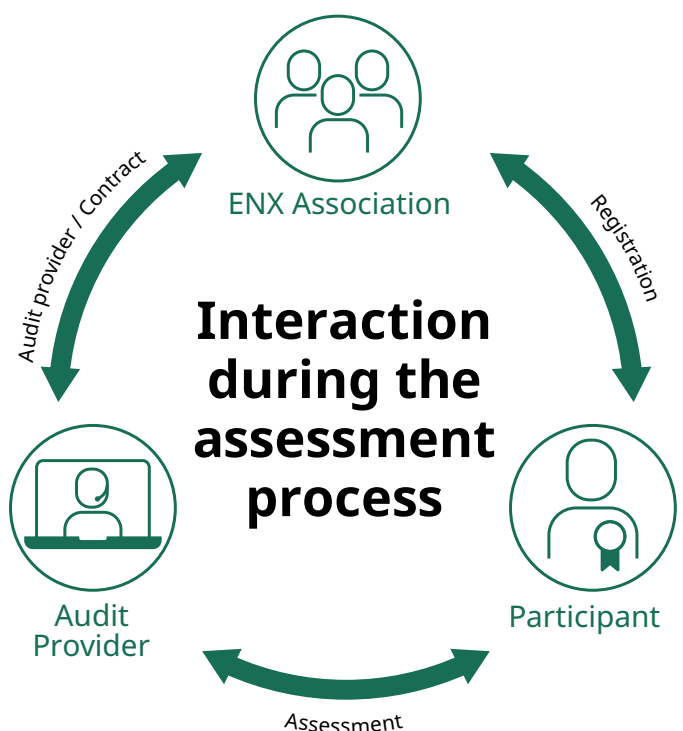 ENX Association
Audit provider / Contract
Registration
Interaction
during the
assessment
process
Audit
Provider
Participant
Assessment